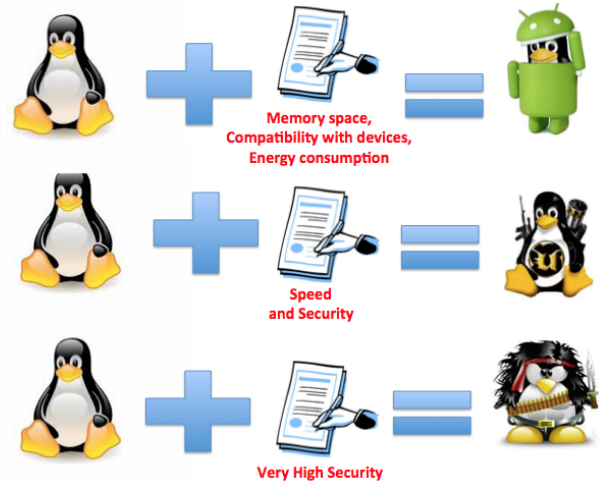 Memory space,
Compatibility with devices,
Energy consumption
Speed
and Security
Very High Security